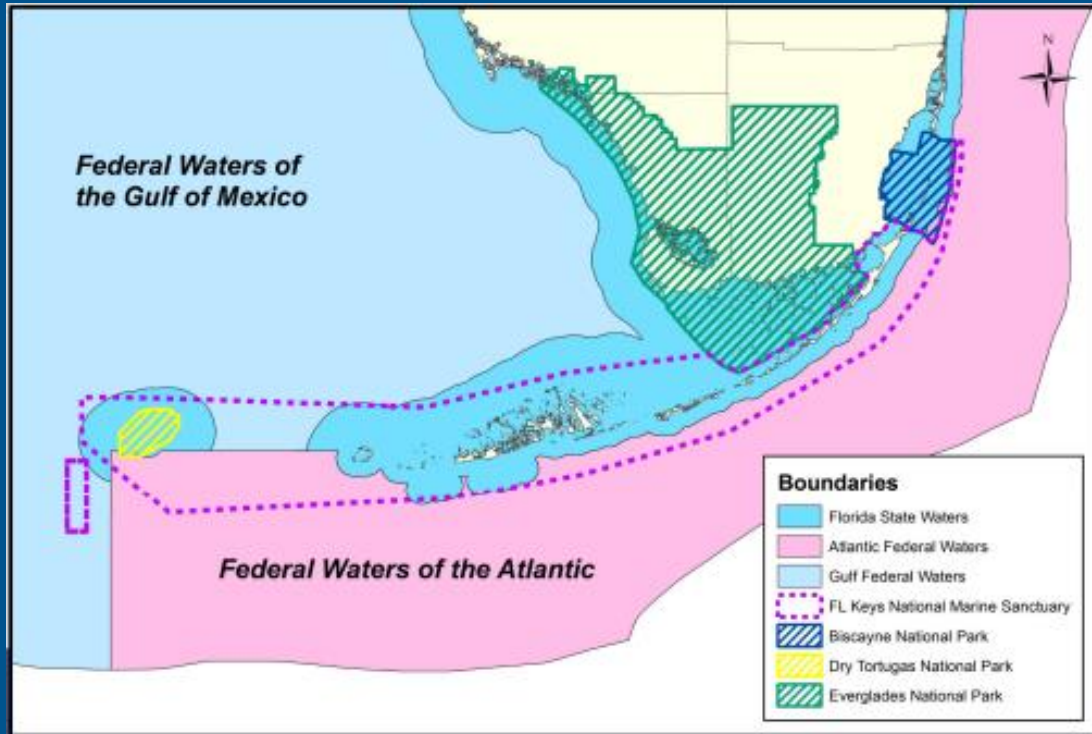 N
Federal Waters of
the Gulf of Mexico
Federal Waters of the Atlantic
Boundaries
Florida State Waters
Atlantic Federal Waters
Gulf Federal Waters
FL Keys National Marine Sanctuary
Biscayne National Park
Dry Tortugas National Park
Everglades National Park